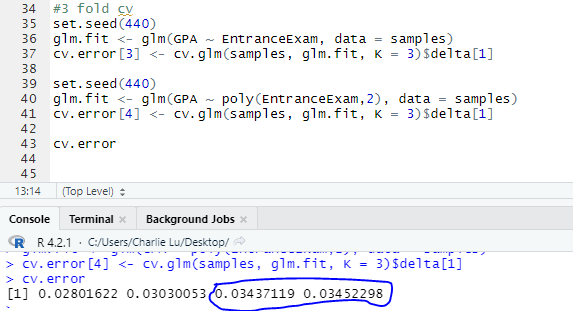 34 #3 fold cv
35 set.seed(440)
36 glm.fit <- glm(GPA ~ EntranceExam, data = samples)
37 cv.error[3] <- cv.glm(samples, glm.fit, K = 3)$delta[1]
38
39 set.seed(440)
40 glm.fit <- glm(GPA ~ poly(EntranceExam,2), data = samples)
41 cv.error[4] <- cv.glm(samples, glm.fit, K = 3)$delta[1]
42
43 cv.error
44
45
13:14 (Top Level)
Console Terminal × Background Jobs ×
R 4.2.1 · C:/Users/Charlie Lu/Desktop/
> cv.error[4] <- cv.glm(samples, glm.fit, K = 3)$delta[1]
> cv.error
[1] 0.02801622 0.03030053 0.03437119 0.03452298